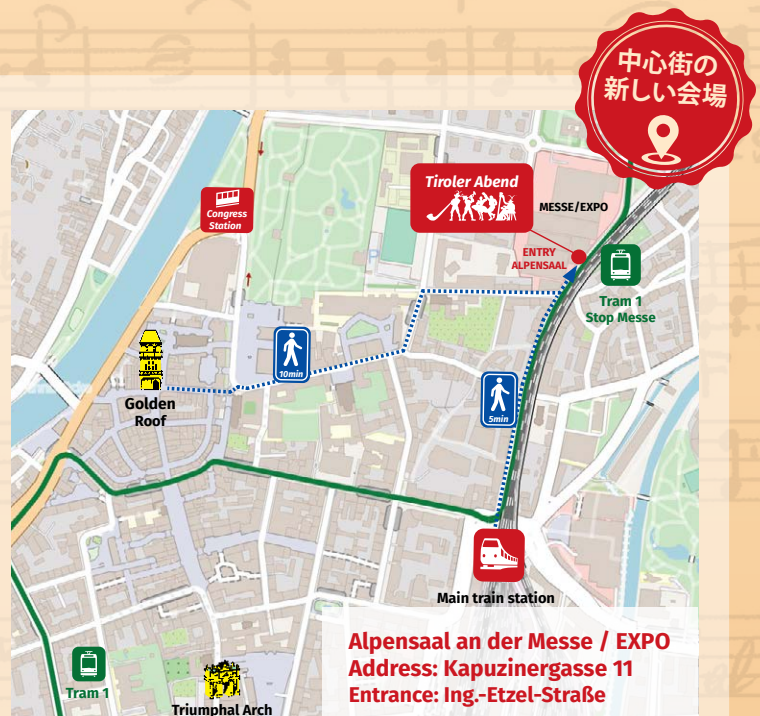 中心街の
新しい会場
Tiroler Abend
MESSE/EXPO
Congress
Station
ENTRY
ALPENSAAL
Tram 1
Stop Messe
10min
Golden
Roof
5min
Main train station
Alpensaal an der Messe / EXPO
Address: Kapuzinergasse 11
Entrance: Ing.-Etzel-Straße
Tram 1
Triumphal Arch